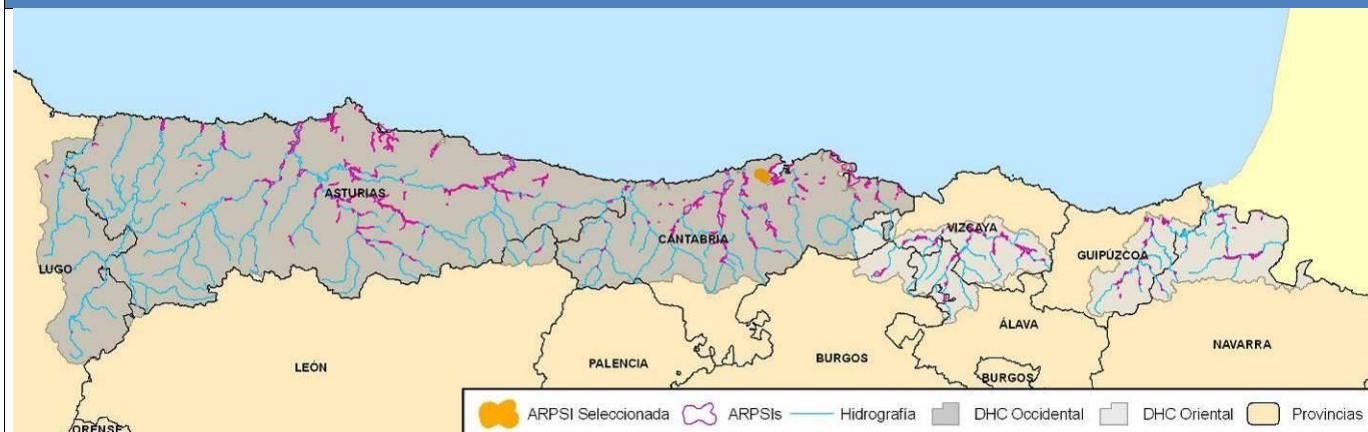 ASTURIAS
CANTABRIA
VIZCAYA
GUIPÚZCOA
LUGO
ÁLAVA
NAVARRA
LEÓN
PALENCIA
BURGOS
BURGOS
ORENSE
ARPSI Seleccionada ARPSIs Hidrografía DHC Occidental DHC Oriental Provincias